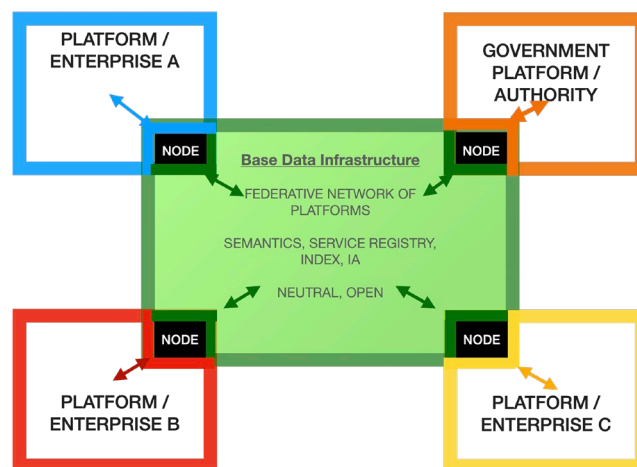 PLATFORM /
ENTERPRISE A
GOVERNMENT
PLATFORM /
AUTHORITY
NODE
NODE
Base Data Infrastructure
FEDERATIVE NETWORK OF
PLATFORMS
SEMANTICS, SERVICE REGISTRY,
INDEX, IA
NEUTRAL, OPEN
NODE
NODE
PLATFORM /
ENTERPRISE B
PLATFORM /
ENTERPRISE C